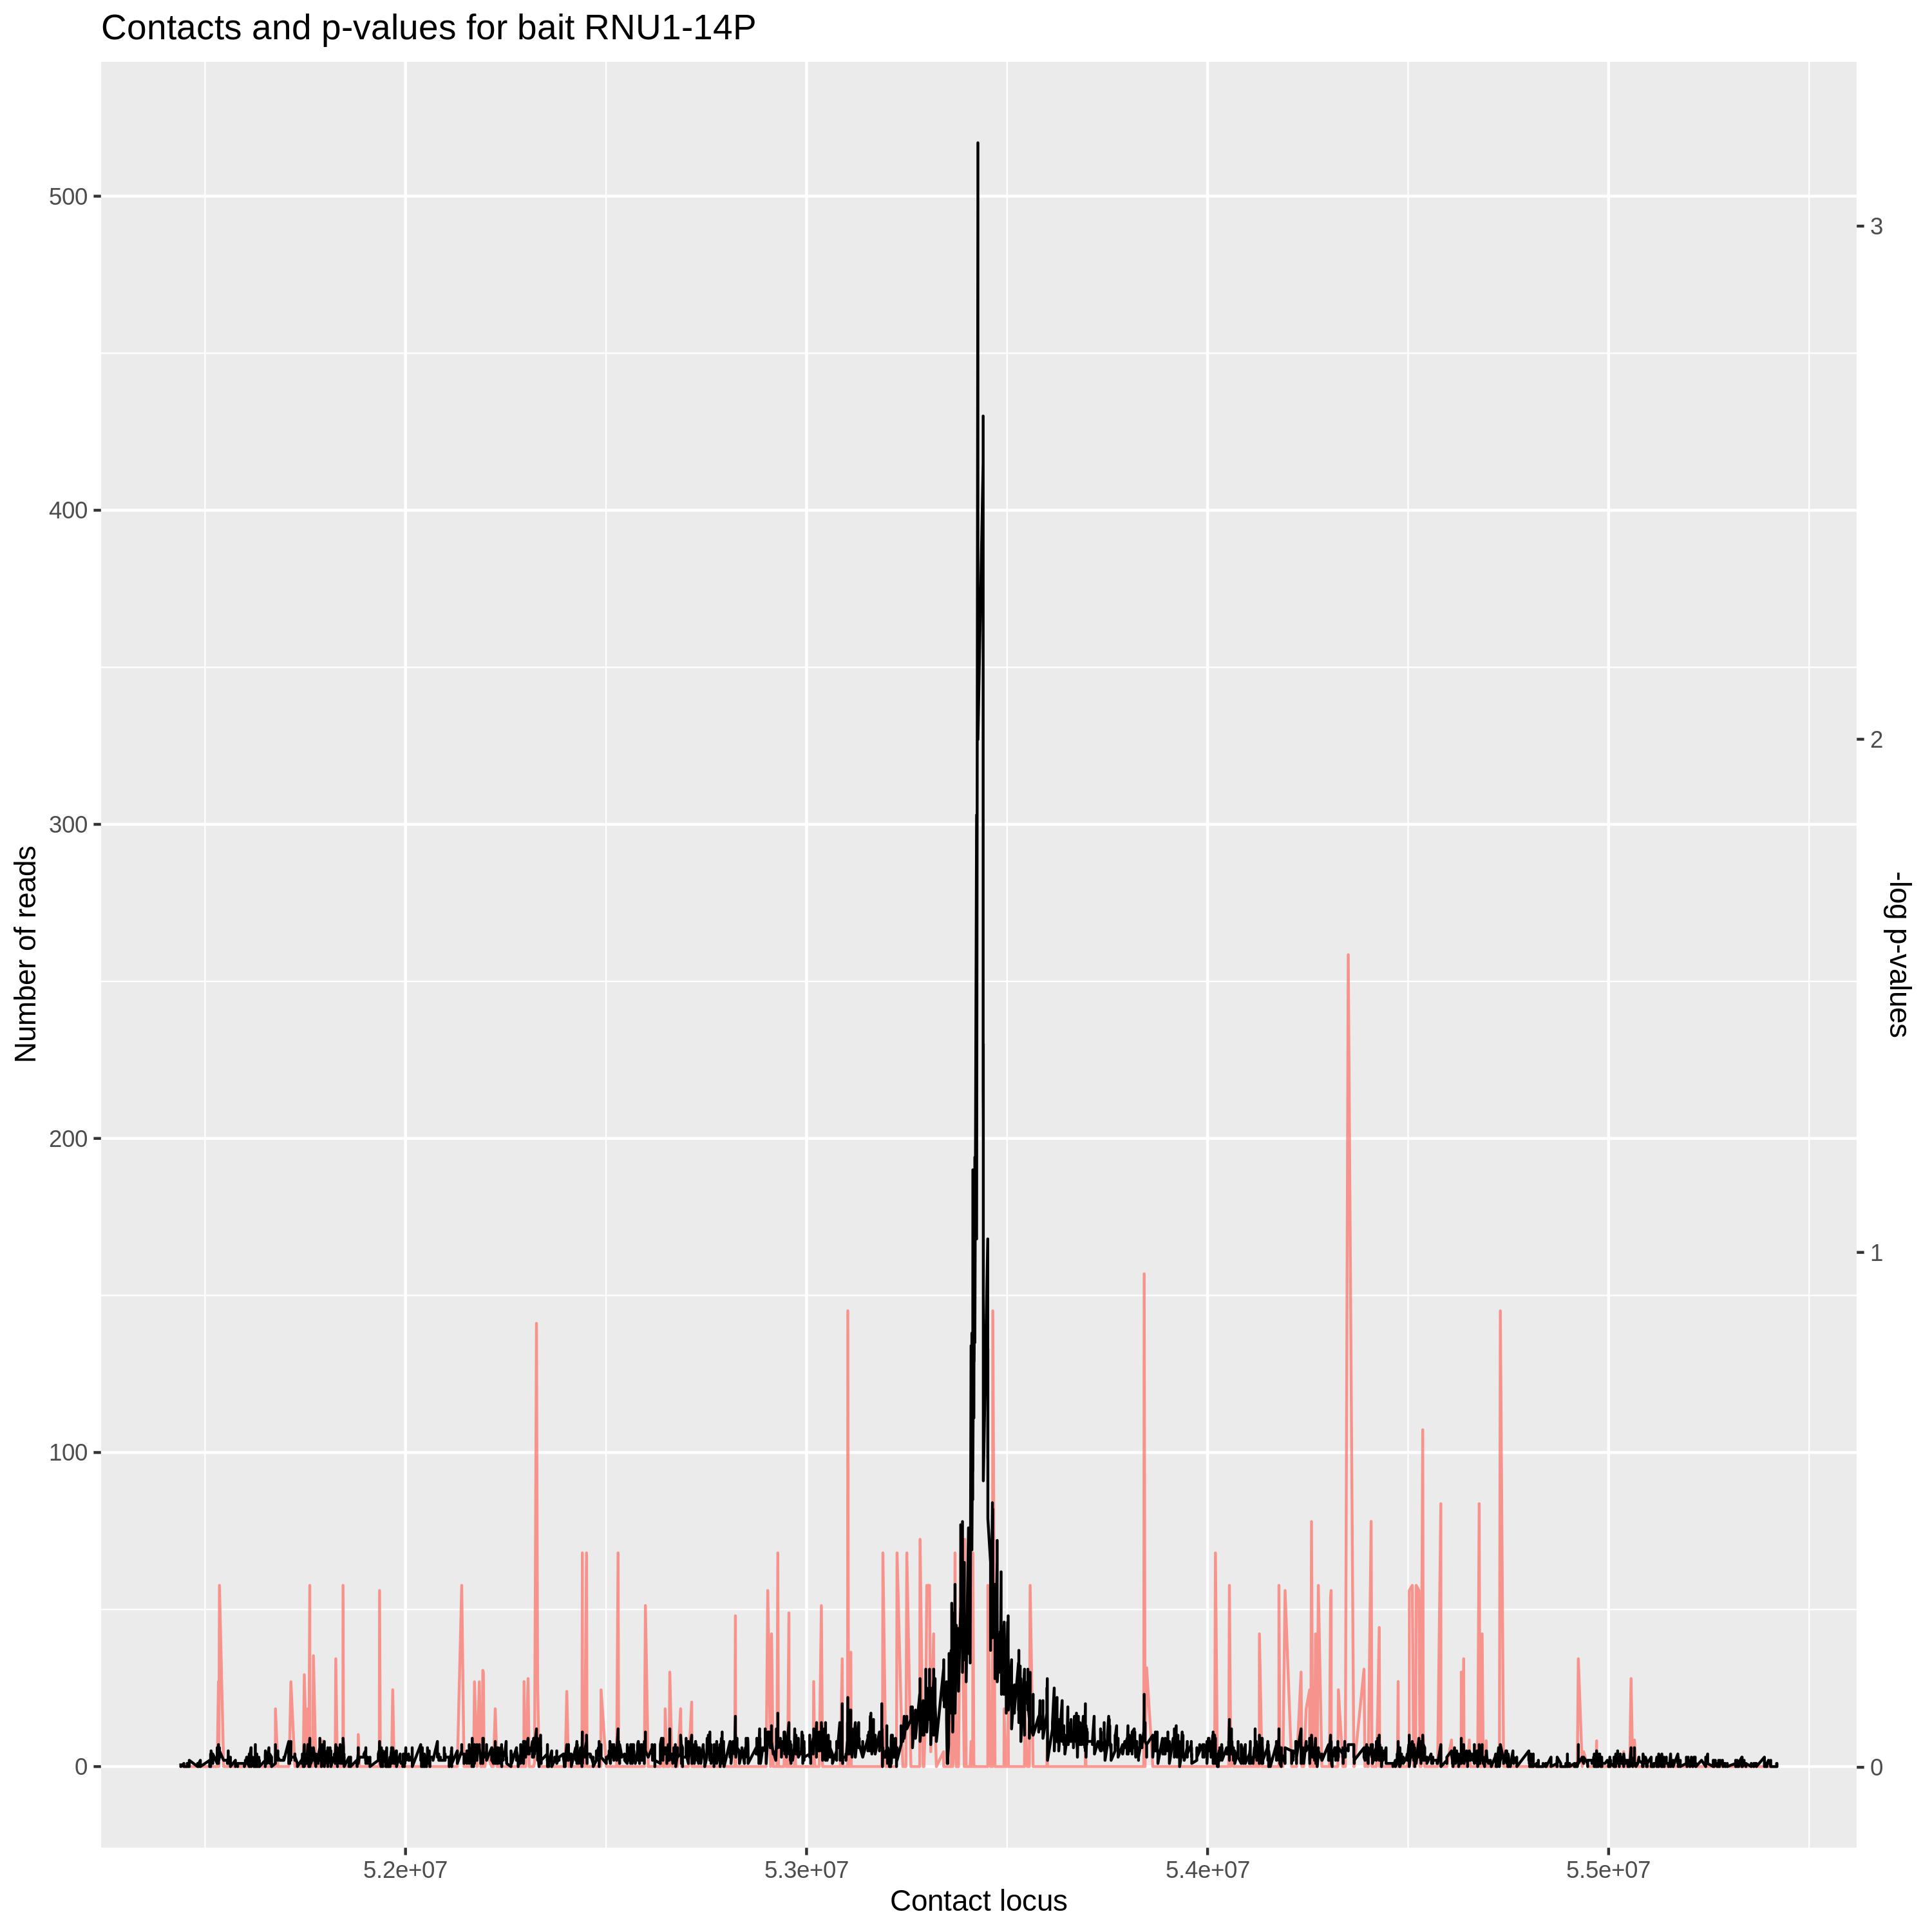 Contacts and p-values for bait RNU1-14P
500
400
300
200
100
0
Number of reads
3
2
1
0
-log p-values
5.2e+07
5.3e+07
5.4e+07
5.5e+07
Contact locus